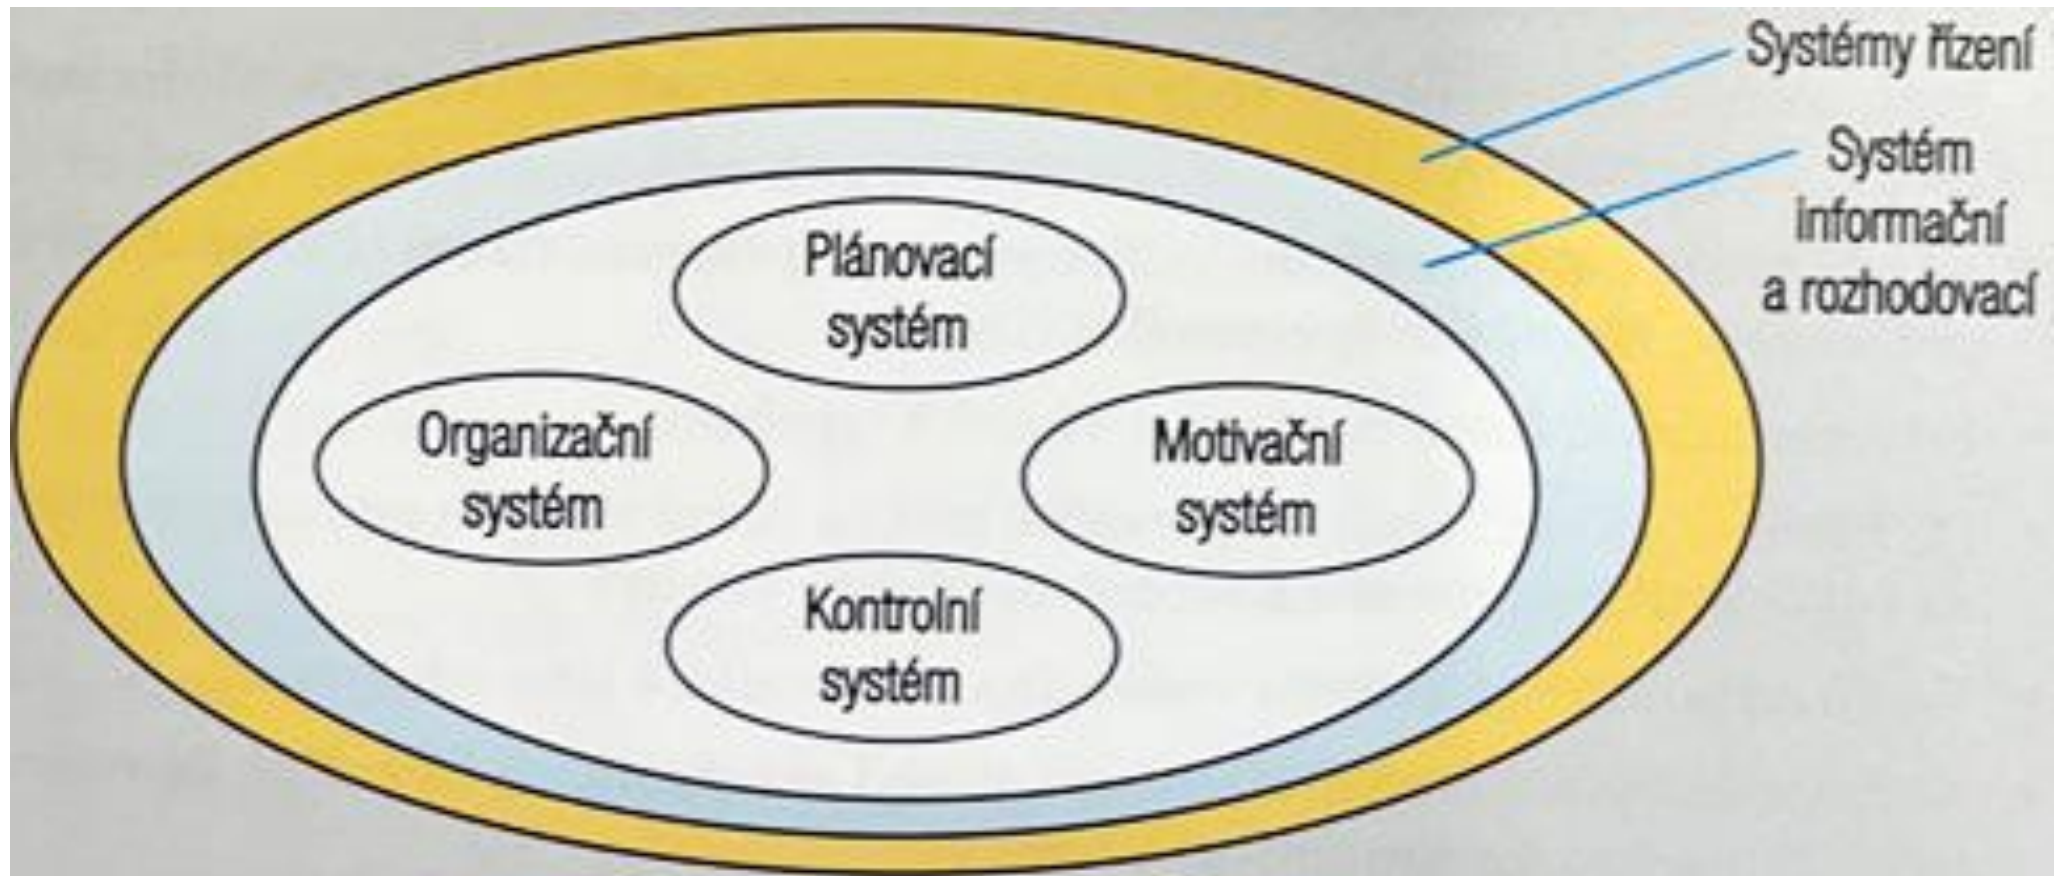 Systémy řízení
Systém
informační
a rozhodovací
Plánovací
systém
Organizační
systém
Motivační
systém
Kontrolní
systém